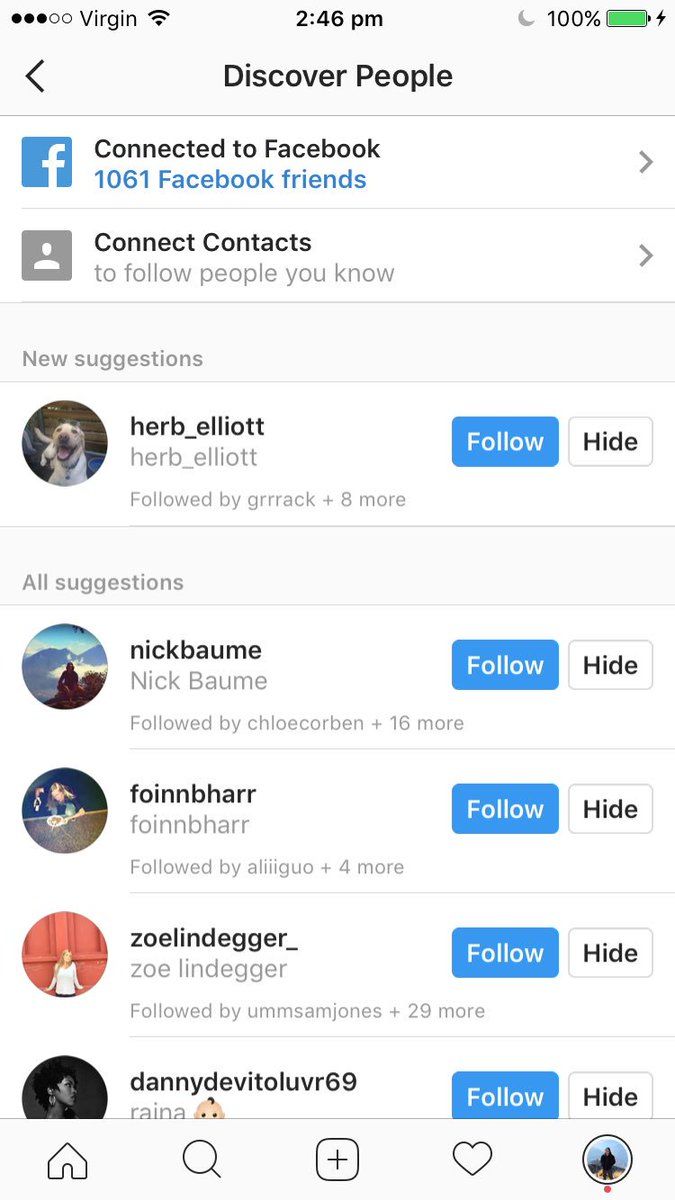 Virgin 2:46 pm 100%
Discover People
Connected to Facebook
1061 Facebook friends
Connect Contacts
to follow people you know
New suggestions
herb_elliott
herb_elliott
Follow Hide
Followed by grrrack + 8 more
All suggestions
nickbaume
Nick Baume
Follow Hide
Followed by chloecorben + 16 more
foinnbharr
foinnbharr
Follow Hide
Followed by aliiiguo + 4 more
zoelindegger_
zoe lindegger
Follow Hide
Followed by ummsamjones + 29 more
dannydevitoluvr69
raina 👶🏻
Follow Hide